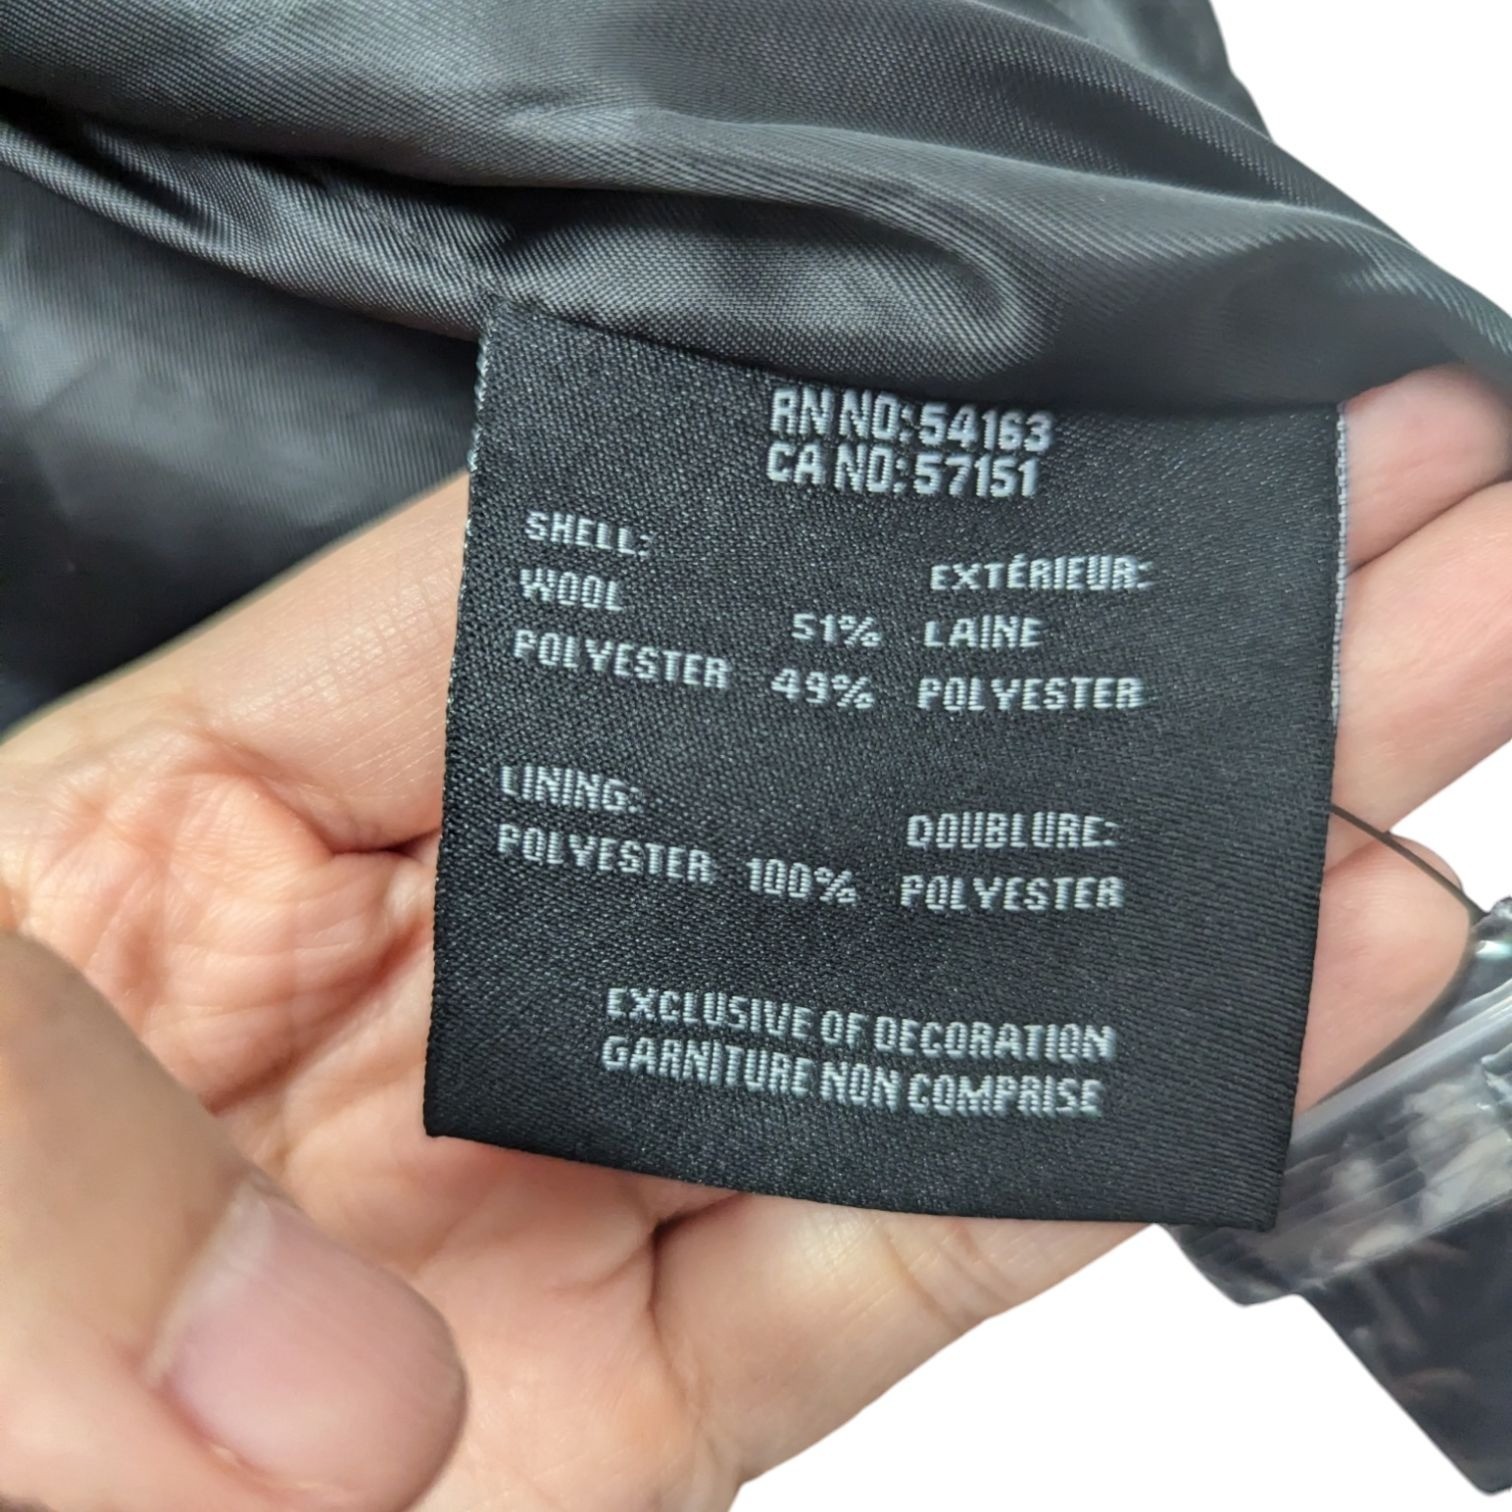 RN NO: 54163
CA NO: 57151
SHELL: EXTÉRIEUR:
WOOL 51% LAINE
POLYESTER 49% POLYESTER
LINING: DOUBLURE:
POLYESTER 100% POLYESTER
EXCLUSIVE OF DECORATION
GARNITURE NON COMPRISE